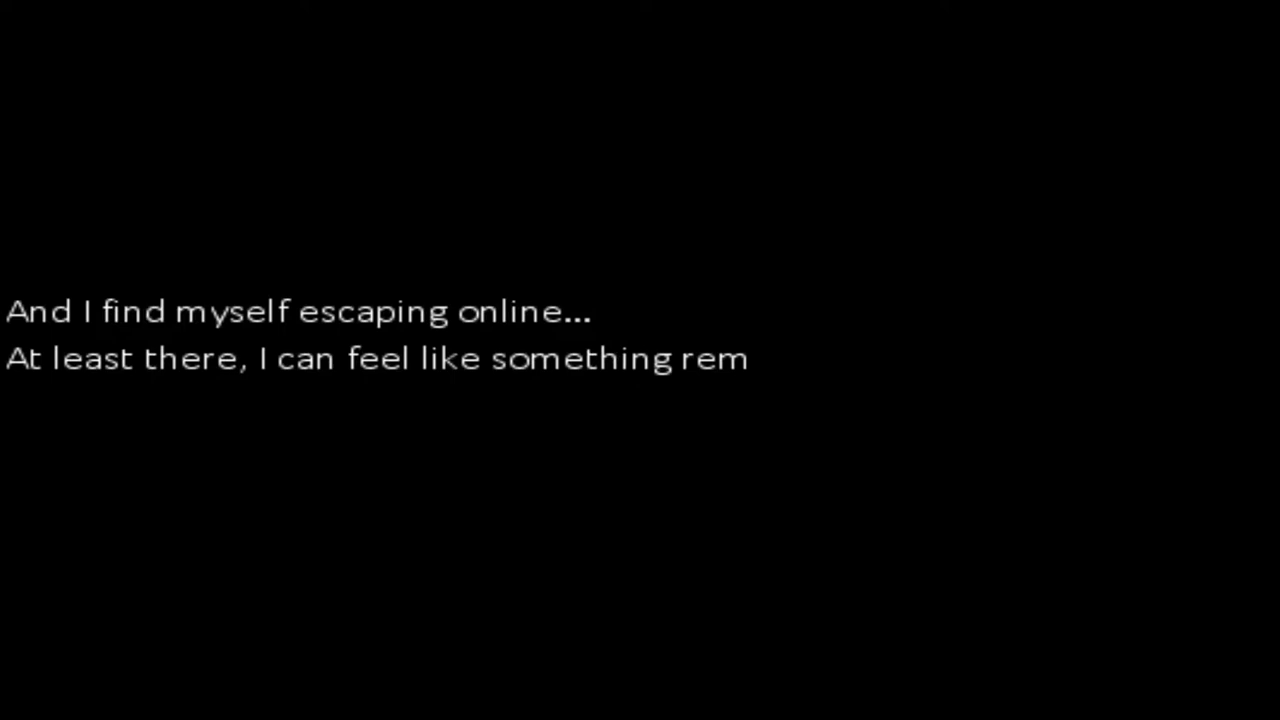 And I find myself escaping online...
At least there, I can feel like something rem